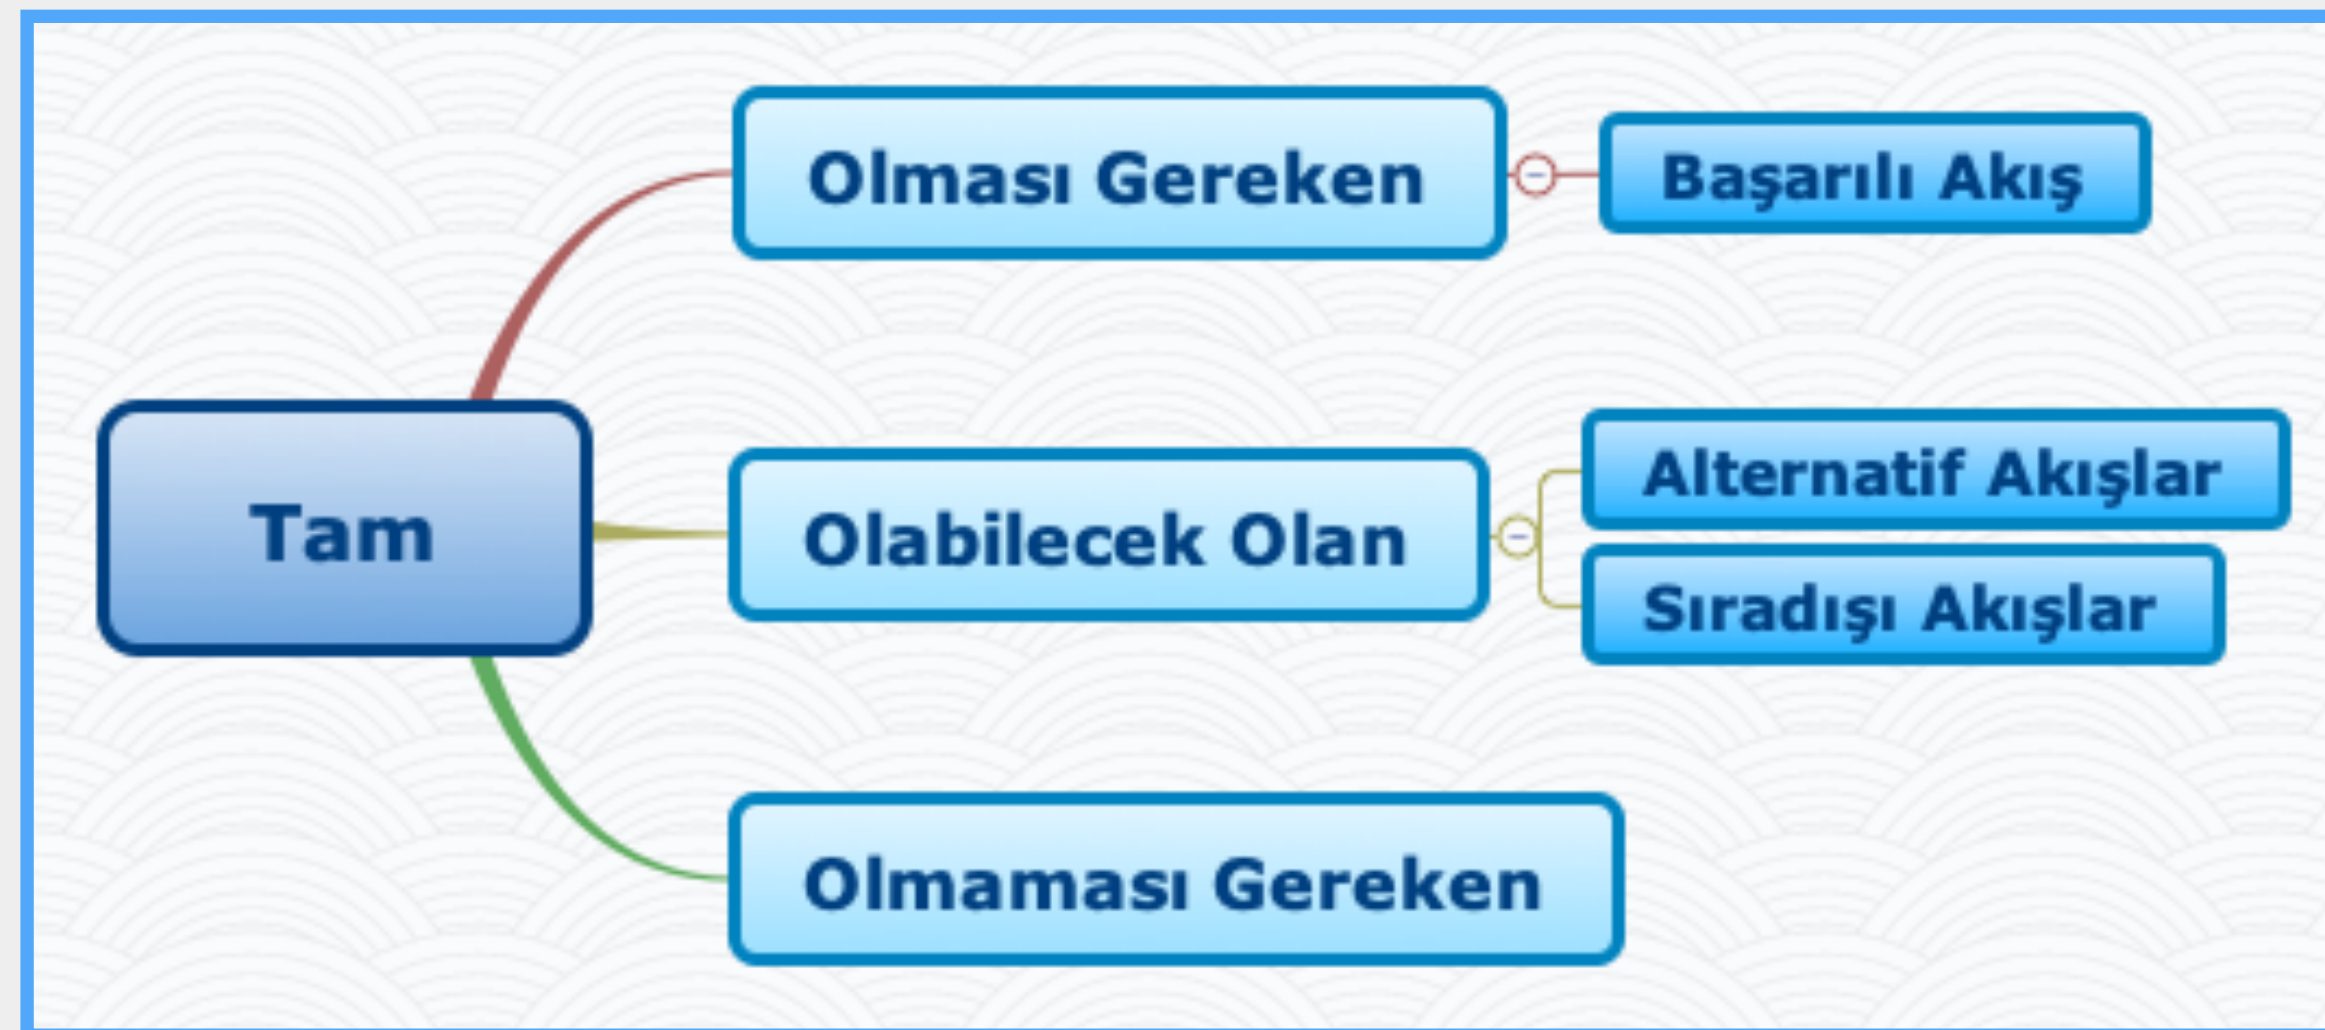 Olması Gereken
Başarılı Akış
Tam
Olabilecek Olan
Alternatif Akışlar
Sıradışı Akışlar
Olmaması Gereken